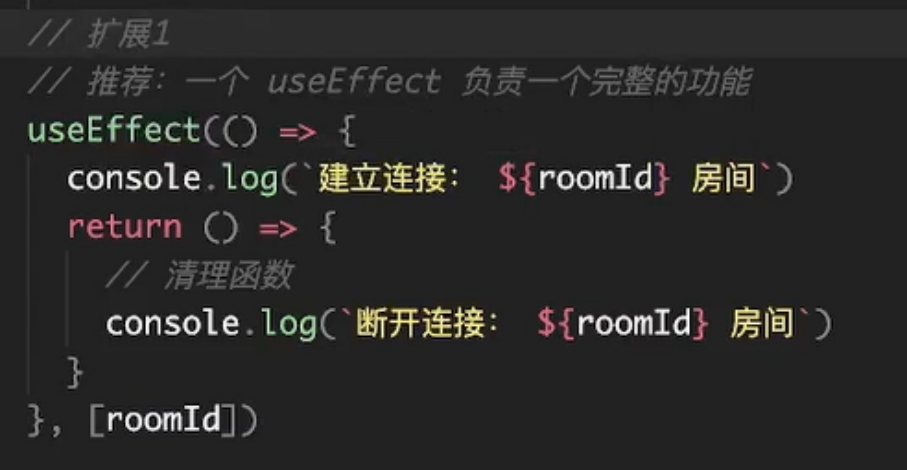 // 扩展1
// 推荐：一个 useEffect 负责一个完整的功能
useEffect(() => {
  console.log(`建立连接： ${roomId} 房间`)
  return () => {
    // 清理函数
    console.log(`断开连接： ${roomId} 房间`)
  }
}, [roomId])